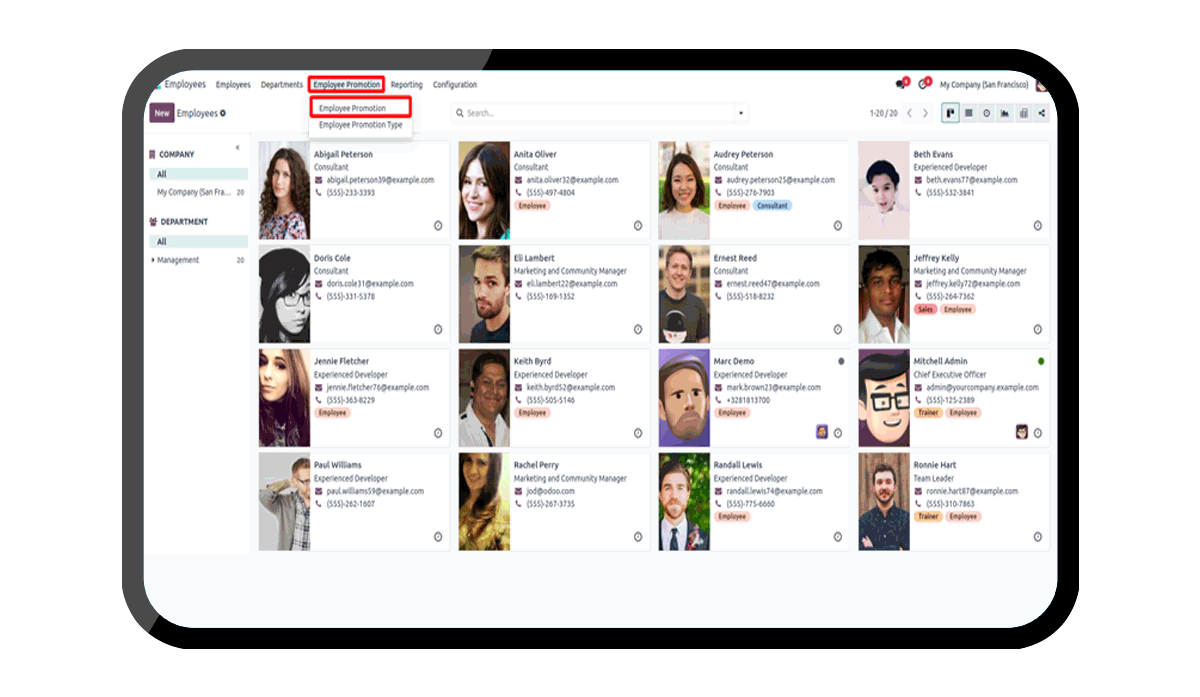 Employees Employees Departments Employee Promotion Reporting Configuration My Company (San Francisco)
New Employees Search... 1-20 / 20
Employee Promotion
Employee Promotion Type
COMPANY
All
My Company (San Fra... 20
DEPARTMENT
All
Management 20
Abigail Peterson
Consultant
abigail.peterson39@example.com
(555)-233-3393
Anita Oliver
Consultant
anita.oliver32@example.com
(555)-497-4804
Employee
Audrey Peterson
Consultant
audrey.peterson25@example.com
(555)-276-7903
Employee Consultant
Beth Evans
Experienced Developer
beth.evans77@example.com
(555)-532-3841
Doris Cole
Consultant
doris.cole31@example.com
(555)-331-5378
Eli Lambert
Marketing and Community Manager
eli.lambert22@example.com
(555)-169-1352
Ernest Reed
Consultant
ernest.reed47@example.com
(555)-518-8232
Jeffrey Kelly
Marketing and Community Manager
jeffrey.kelly72@example.com
(555)-264-7362
Sales Employee
Jennie Fletcher
Experienced Developer
jennie.fletcher76@example.com
(555)-363-8229
Employee
Keith Byrd
Experienced Developer
keith.byrd52@example.com
(555)-505-5146
Employee
Marc Demo
Experienced Developer
mark.brown23@example.com
+3281813700
Employee
Mitchell Admin
Chief Executive Officer
admin@yourcompany.example.com
(555)-125-2389
Trainer Employee
Paul Williams
Experienced Developer
paul.williams59@example.com
(555)-262-1607
Rachel Perry
Marketing and Community Manager
jod@odoo.com
(555)-267-3735
Randall Lewis
Experienced Developer
randall.lewis74@example.com
(555)-775-6660
Employee
Ronnie Hart
Team Leader
ronnie.hart87@example.com
(555)-310-7863
Trainer Employee